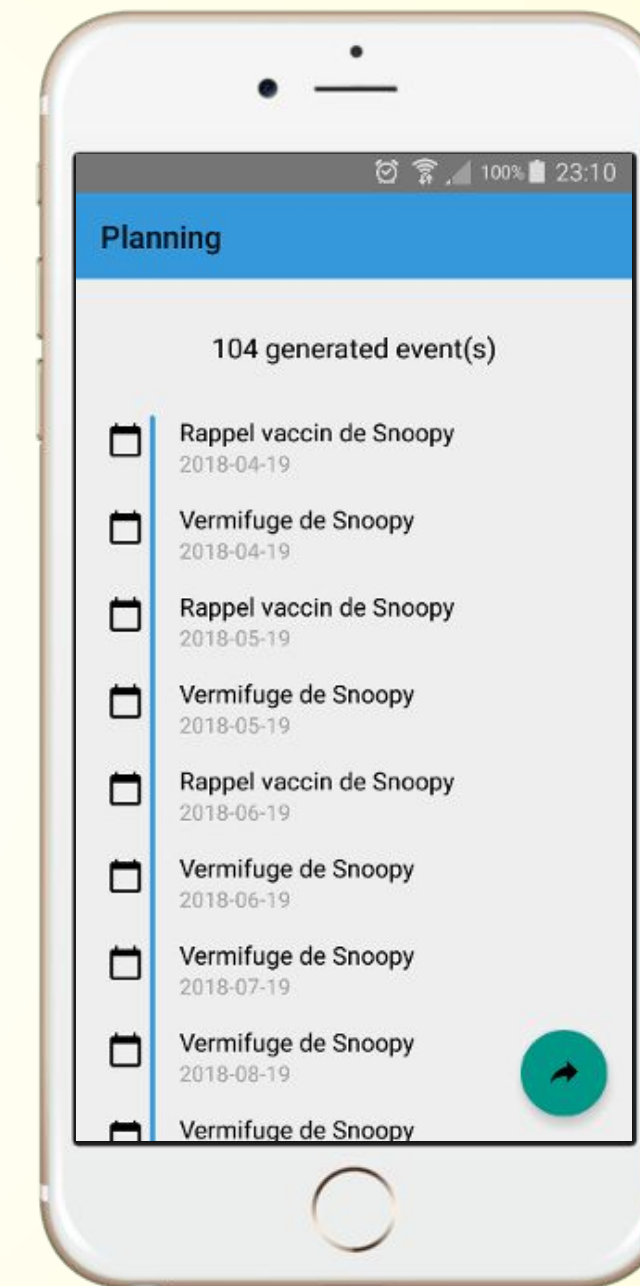 100% 23:10
Planning
104 generated event(s)
Rappel vaccin de Snoopy
2018-04-19
Vermifuge de Snoopy
2018-04-19
Rappel vaccin de Snoopy
2018-05-19
Vermifuge de Snoopy
2018-05-19
Rappel vaccin de Snoopy
2018-06-19
Vermifuge de Snoopy
2018-06-19
Vermifuge de Snoopy
2018-07-19
Vermifuge de Snoopy
2018-08-19
Vermifuge de Snoopy